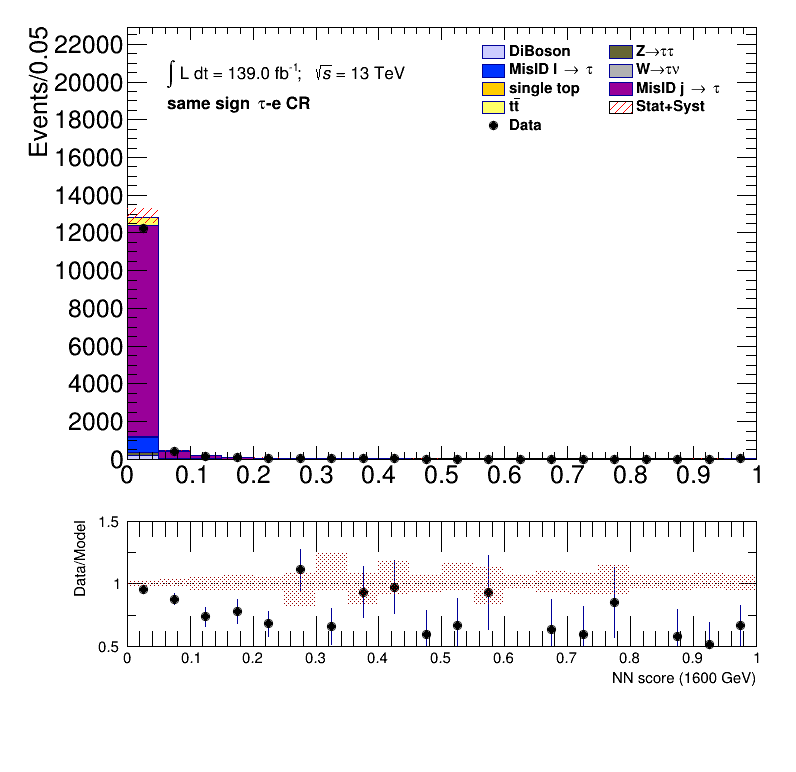 Events/0.05
22000
20000
18000
16000
14000
12000
10000
8000
6000
4000
2000
0
∫ L dt = 139.0 fb⁻¹; √s = 13 TeV
same sign τ-e CR
DiBoson
MisID l → τ
single top
tt̄
Data
Z→ττ
W→τν
MisID j → τ
Stat+Syst
0 0.1 0.2 0.3 0.4 0.5 0.6 0.7 0.8 0.9 1
Data/Model
1.5
1
0.5
0 0.1 0.2 0.3 0.4 0.5 0.6 0.7 0.8 0.9 1
NN score (1600 GeV)